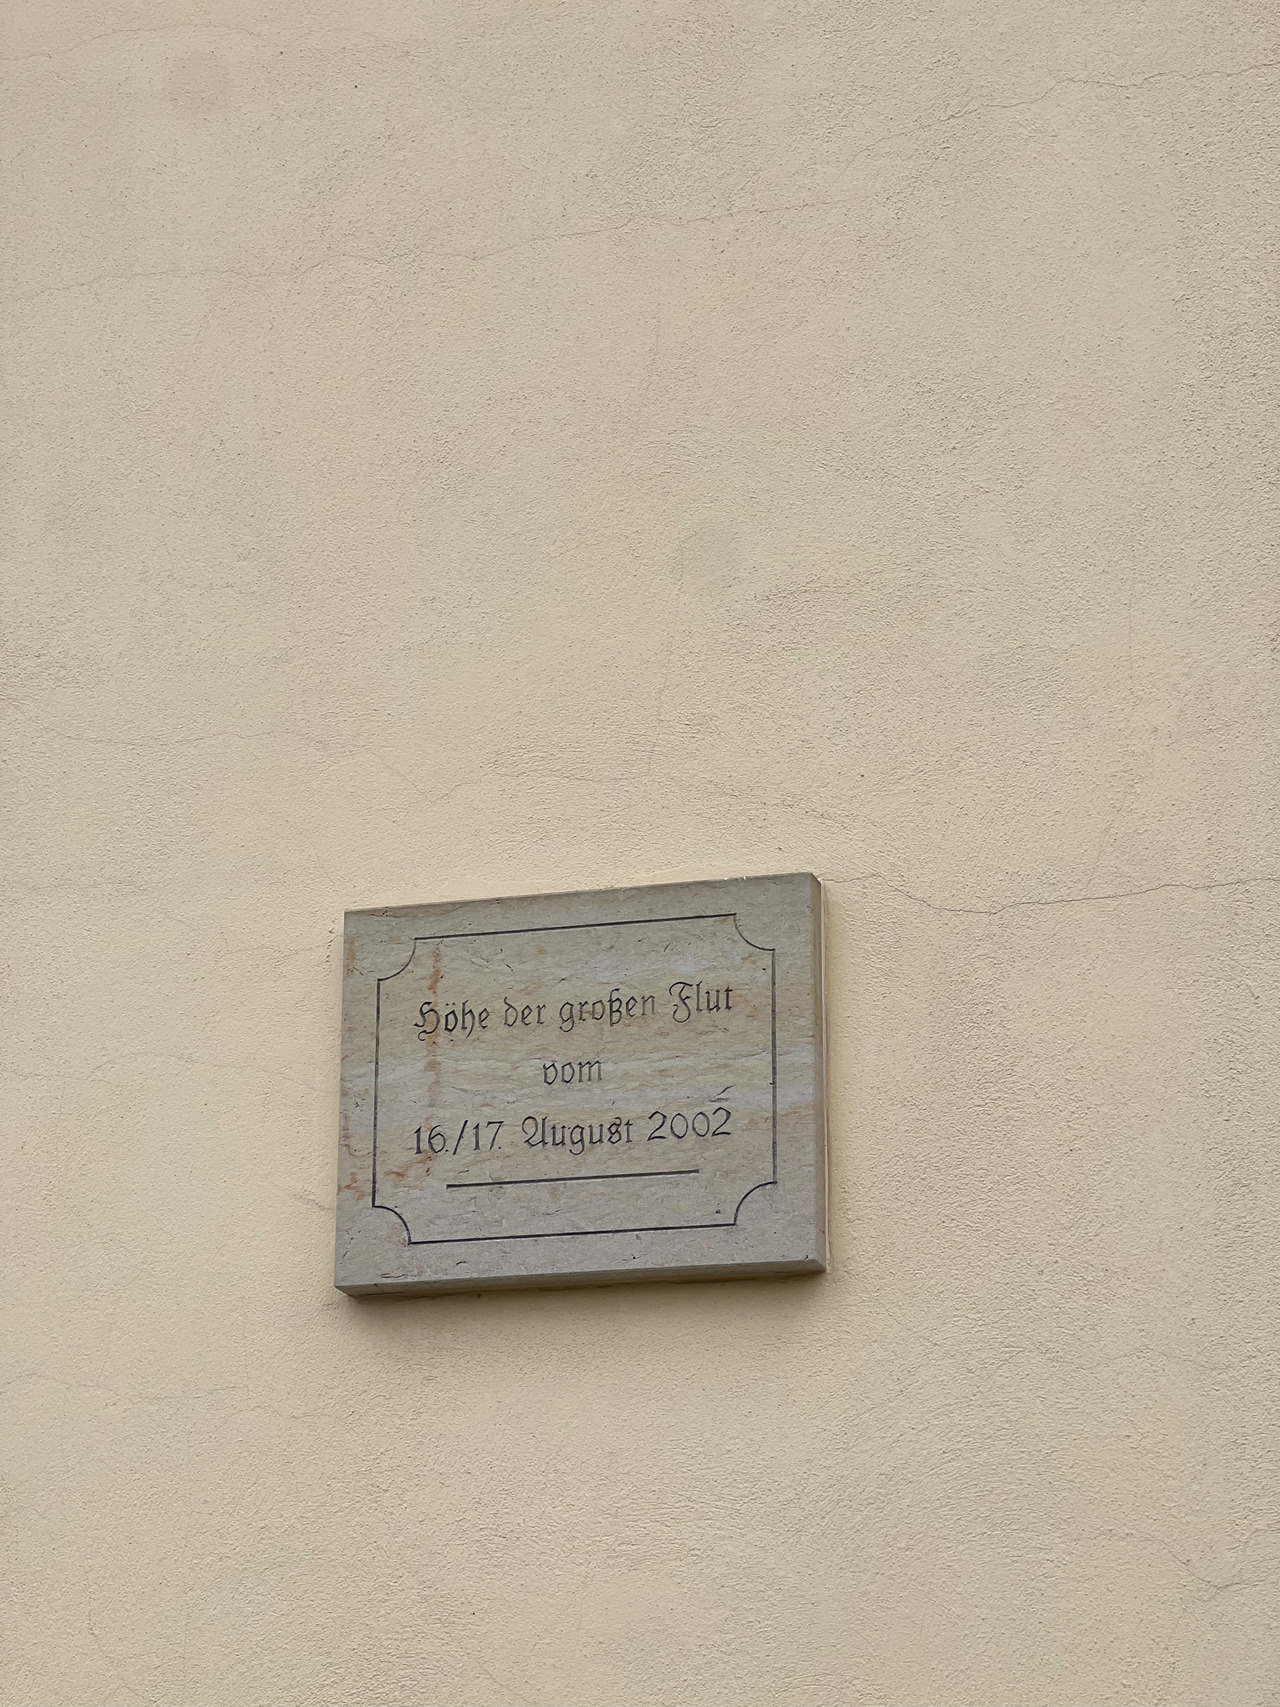 Höhe der großen Flut
vom
16./17. August 2002